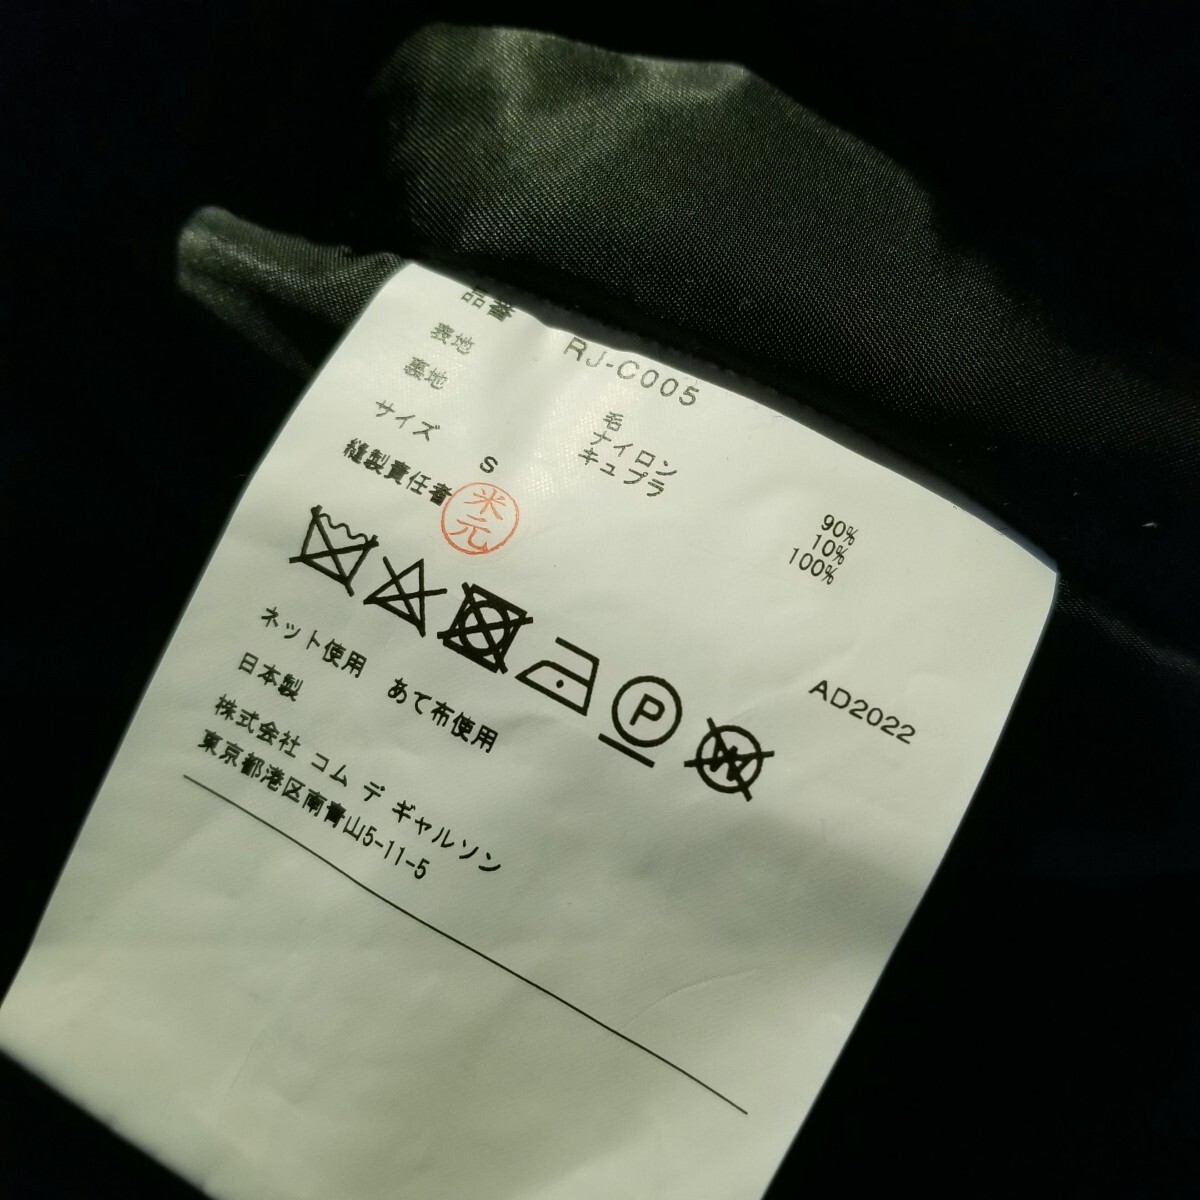 品番 RJ-C005
表地 毛 90%
ナイロン 10%
裏地 キュプラ 100%
サイズ S
縫製責任者 米元
P
W
AD2022
ネット使用 あて布使用
日本製
株式会社 コム デ ギャルソン
東京都港区南青山5-11-5